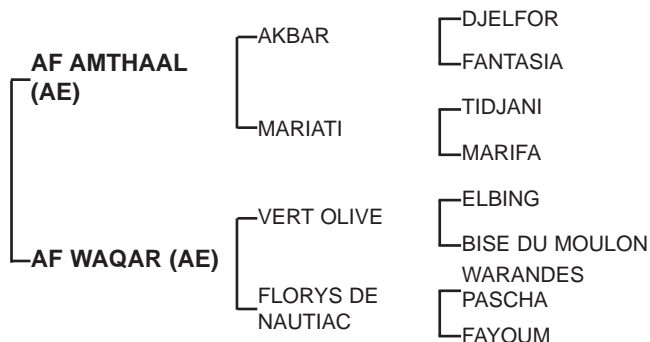 AF AMTHAAL
(AE)
AKBAR
DJELFOR
FANTASIA
MARIATI
TIDJANI
MARIFA
AF WAQAR (AE)
VERT OLIVE
ELBING
BISE DU MOULON
FLORYS DE
NAUTIAC
WARANDES
PASCHA
FAYOUM